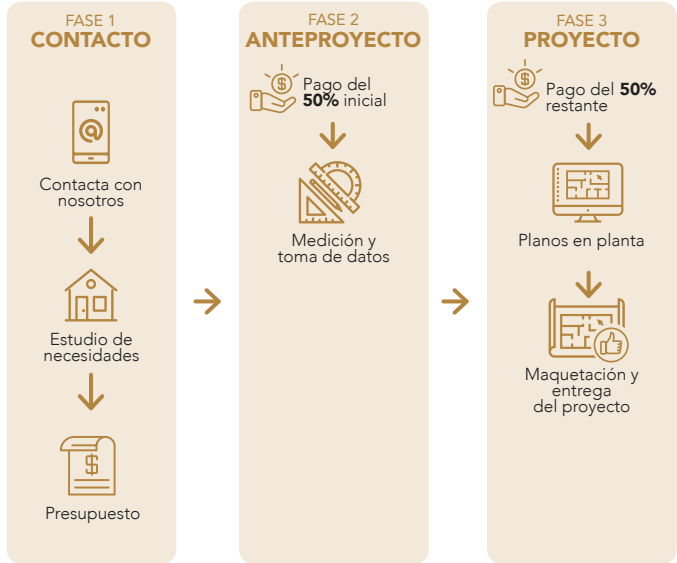 FASE 1
CONTACTO
Contacta con
nosotros
Estudio de
necesidades
$
Presupuesto
FASE 2
ANTEPROYECTO
$
Pago del
50% inicial
Medición y
toma de datos
FASE 3
PROYECTO
$
Pago del 50%
restante
Planos en planta
Maquetación y
entrega
del proyecto